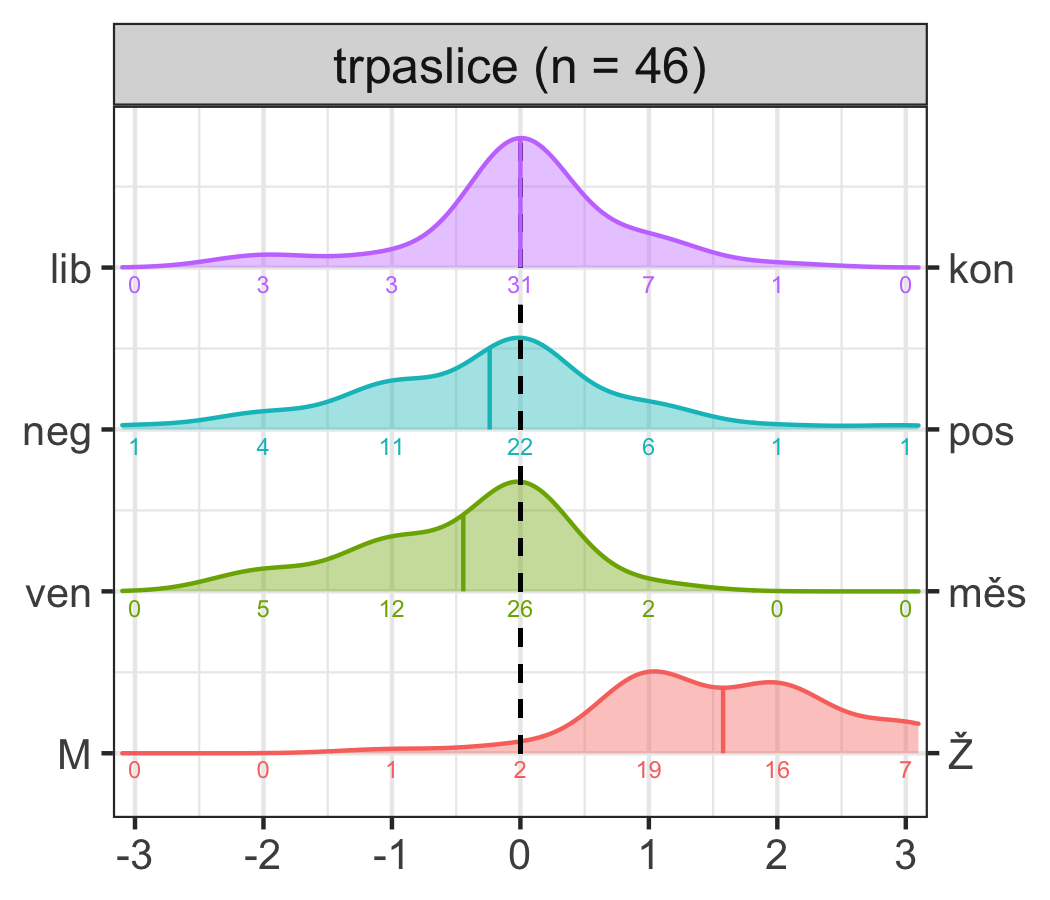 trpaslice (n = 46)
lib kon
0 3 3 31 7 1 0
neg pos
1 4 11 22 6 1 1
ven měs
0 5 12 26 2 0 0
M Ž
0 0 1 2 19 16 7
-3 -2 -1 0 1 2 3